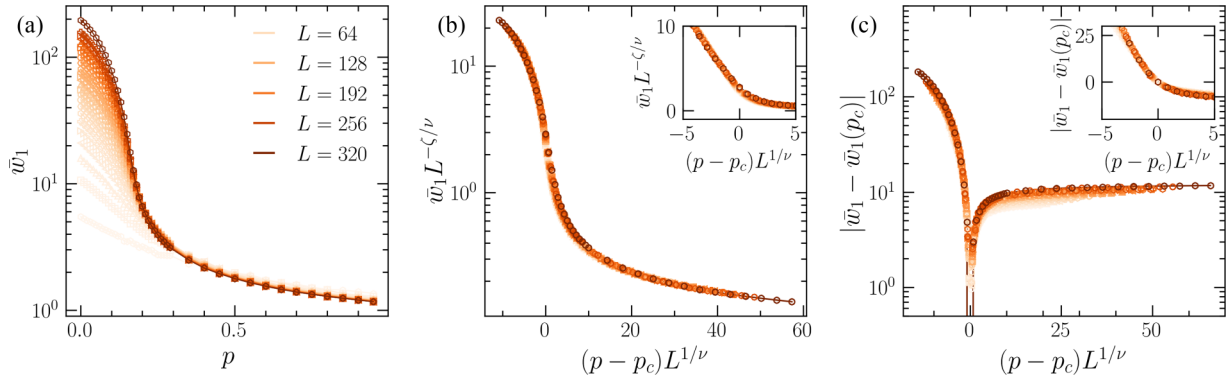 (a)
w̄₁
10²
10¹
10⁰
0.0
0.5
p
L = 64
L = 128
L = 192
L = 256
L = 320
(b)
w̄₁L^{−ζ/ν}
10¹
10⁰
0
20
40
60
(p − p_c)L^{1/ν}
w̄₁L^{−ζ/ν}
10
0
−5
0
5
(p − p_c)L^{1/ν}
(c)
|w̄₁ − w̄₁(p_c)|
10²
10¹
10⁰
0
50
(p − p_c)L^{1/ν}
|w̄₁ − w̄₁(p_c)|
25
0
−5
0
5
(p − p_c)L^{1/ν}